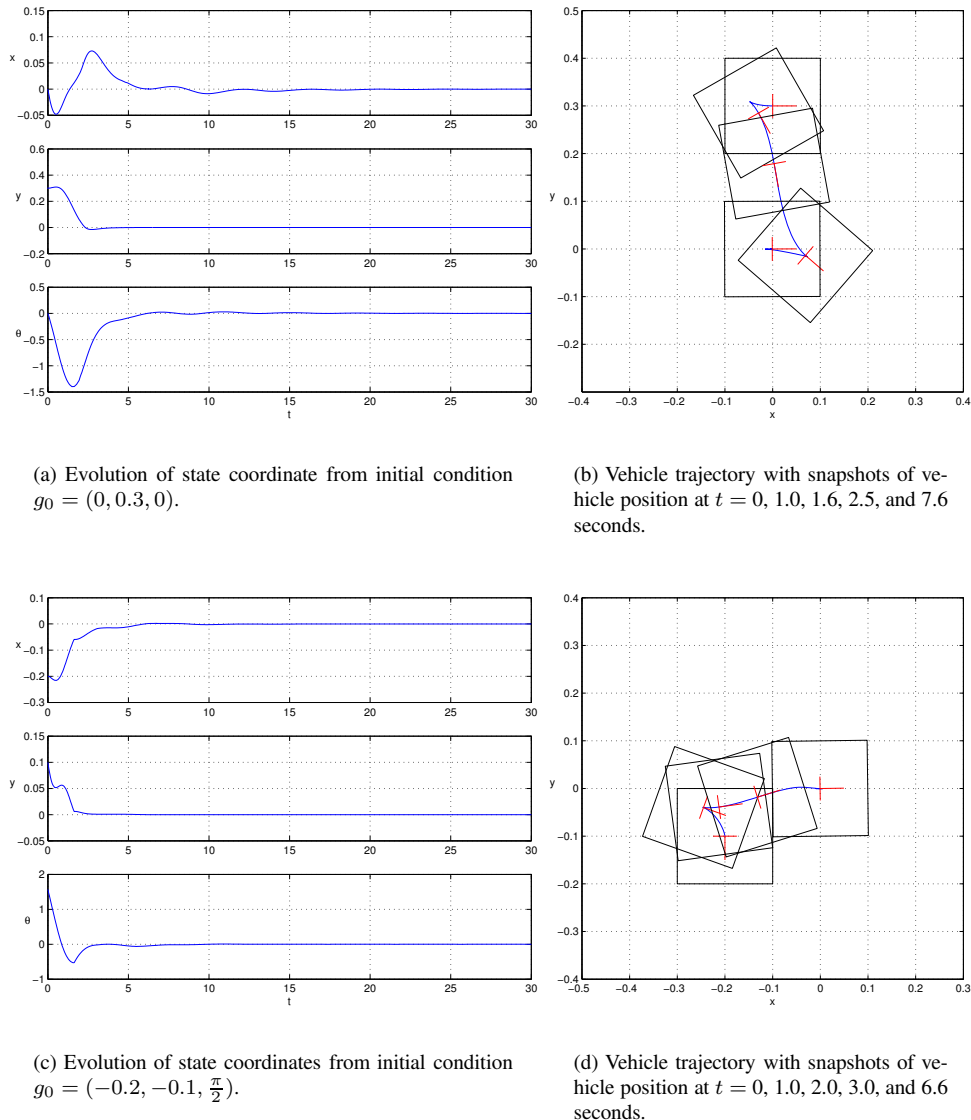 0.15
0.1
x
0.05
0
−0.05
0 5 10 15 20 25 30
0.6
0.4
y
0.2
0
−0.2
0 5 10 15 20 25 30
0.5
0
θ
−0.5
−1
−1.5
0 5 10 15 20 25 30
t
0.5
0.4
0.3
0.2
0.1
y
0
−0.1
−0.2
−0.4 −0.3 −0.2 −0.1 0 0.1 0.2 0.3 0.4
x
(a) Evolution of state coordinate from initial condition
g0 = (0, 0.3, 0).
(b) Vehicle trajectory with snapshots of ve-
hicle position at t = 0, 1.0, 1.6, 2.5, and 7.6
seconds.
0.1
0
x
−0.1
−0.2
−0.3
0 5 10 15 20 25 30
0.15
0.1
y
0.05
0
0.05
0 5 10 15 20 25 30
2
1
θ
0
−1
0 5 10 15 20 25 30
t
0.4
0.3
0.2
0.1
y
0
−0.1
−0.2
−0.3
−0.4
−0.5 −0.4 −0.3 −0.2 −0.1 0 0.1 0.2 0.3
x
(c) Evolution of state coordinates from initial condition
g0 = (−0.2, −0.1, π/2).
(d) Vehicle trajectory with snapshots of ve-
hicle position at t = 0, 1.0, 2.0, 3.0, and 6.6
seconds.